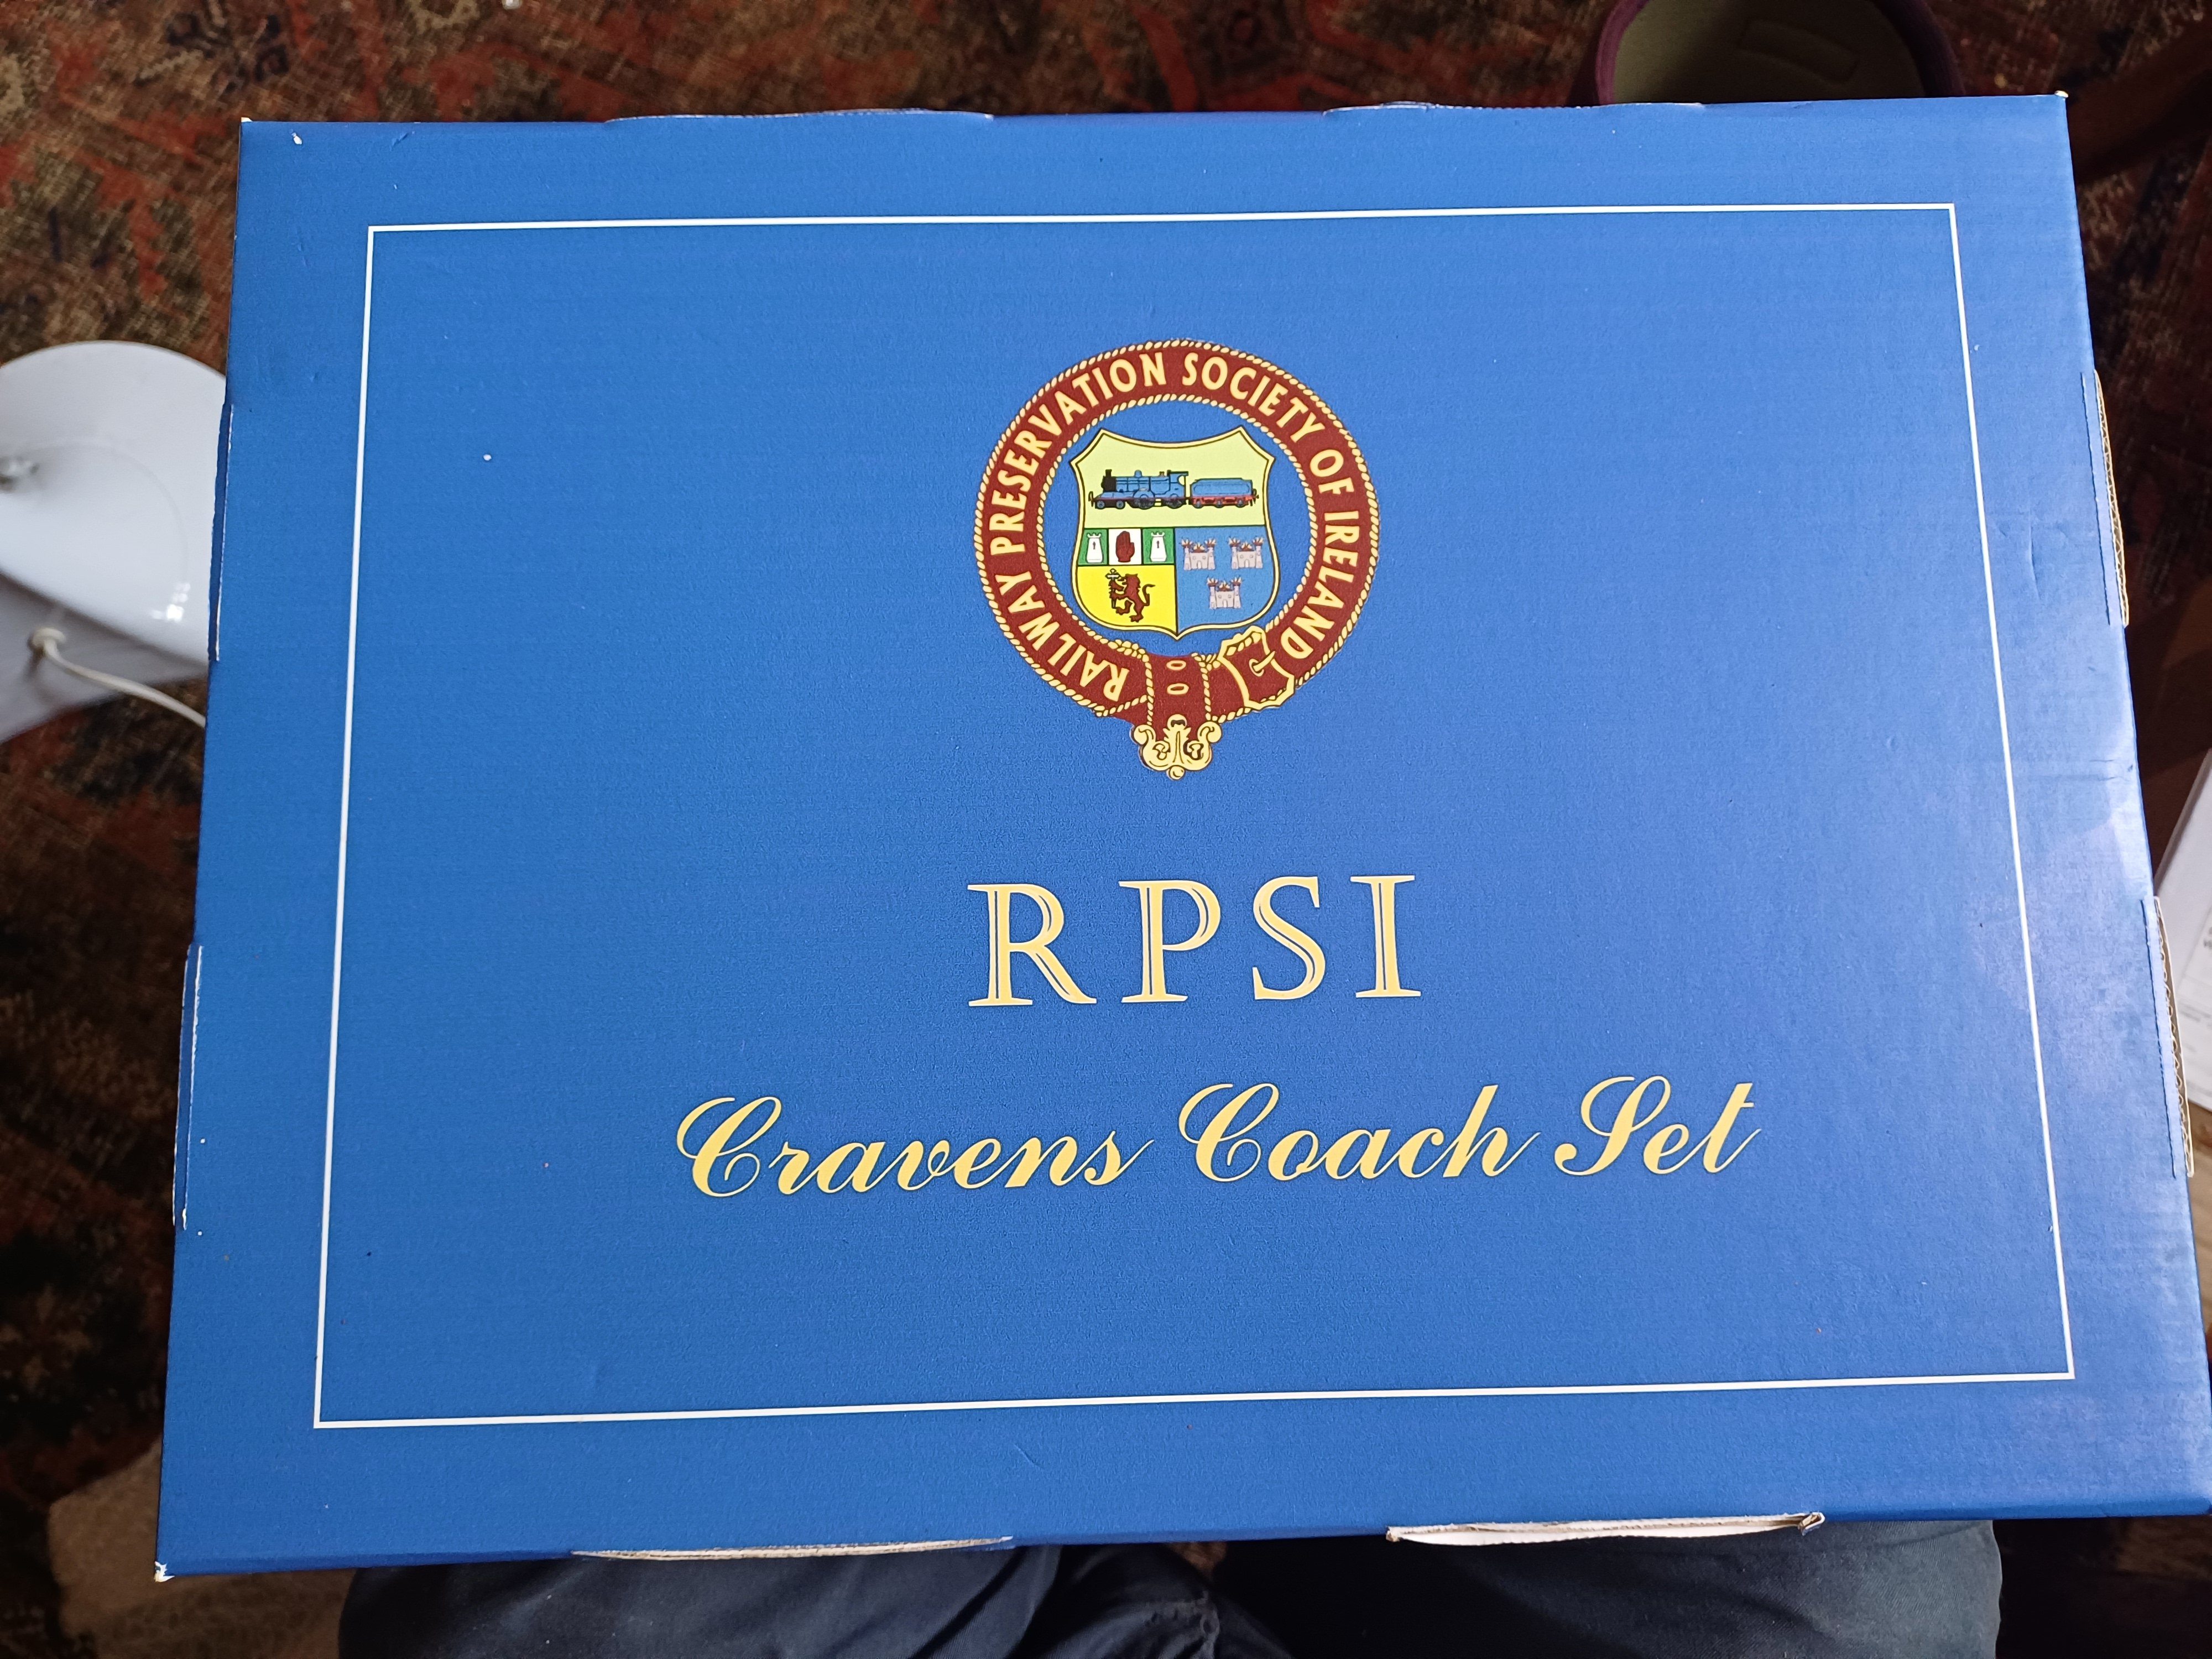 RAILWAY PRESERVATION SOCIETY OF IRELAND
RPSI
Cravens Coach Set